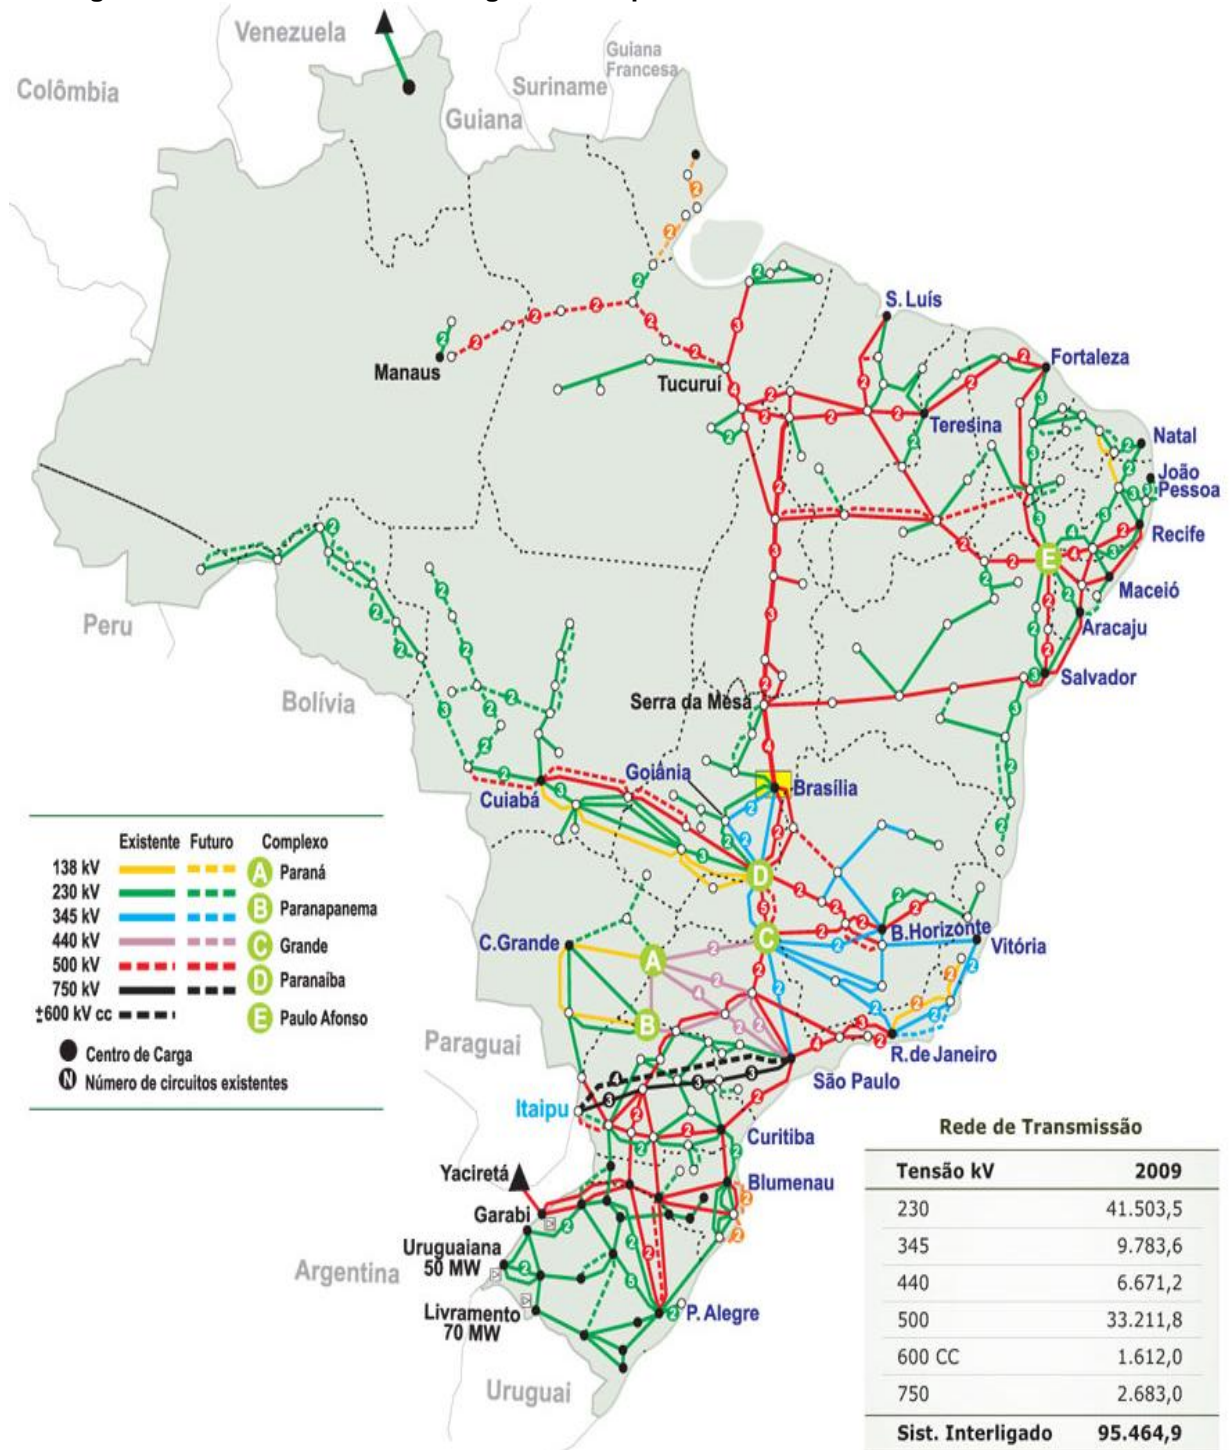 Venezuela
Guiana
Francesa
Colômbia
Suriname
Guiana
S. Luís
Fortaleza
Manaus
Tucuruí
Teresina
Natal
João
Pessoa
Recife
E
Maceió
Aracaju
Peru
Salvador
Bolívia
Serra da Mesa
Goiânia
Brasília
Cuiabá
D
Existente Futuro Complexo
138 kV A Paraná
230 kV B Paranapanema
345 kV
440 kV C Grande
500 kV D Paranaíba
750 kV
±600 kV cc E Paulo Afonso
Centro de Carga
N Número de circuitos existentes
C.Grande
C
B.Horizonte
Vitória
A
B
Paraguai
R.de Janeiro
São Paulo
Itaipu
Curitiba
Yaciretá
Blumenau
Garabi
Uruguaiana
50 MW
Argentina
Livramento
70 MW
P. Alegre
Uruguai
Rede de Transmissão
Tensão kV 2009
230 41.503,5
345 9.783,6
440 6.671,2
500 33.211,8
600 CC 1.612,0
750 2.683,0
Sist. Interligado 95.464,9